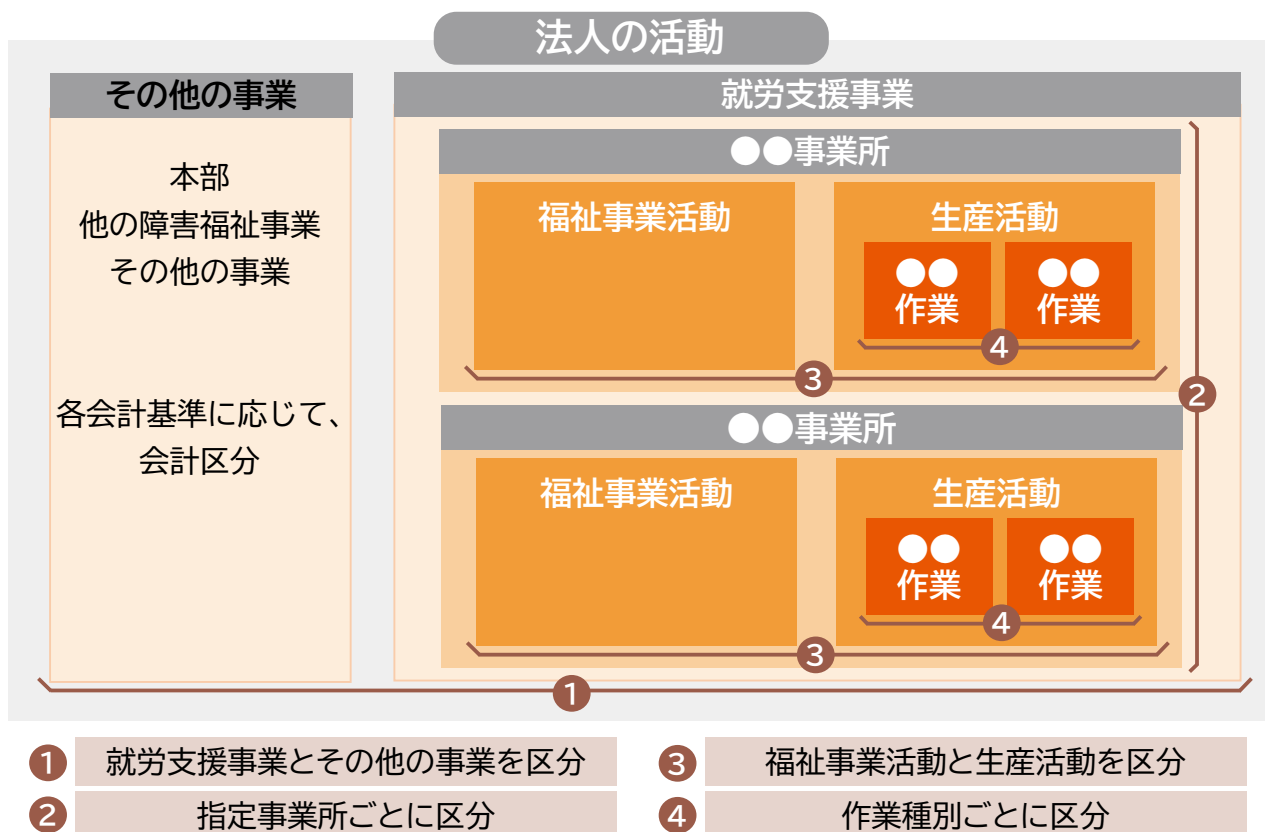 法人の活動
その他の事業
本部
他の障害福祉事業
その他の事業
各会計基準に応じて、
会計区分
就労支援事業
●●事業所
福祉事業活動
生産活動
●●
作業
●●
作業
4
3
●●事業所
福祉事業活動
生産活動
●●
作業
●●
作業
4
3
2
1
1 就労支援事業とその他の事業を区分
2 指定事業所ごとに区分
3 福祉事業活動と生産活動を区分
4 作業種別ごとに区分